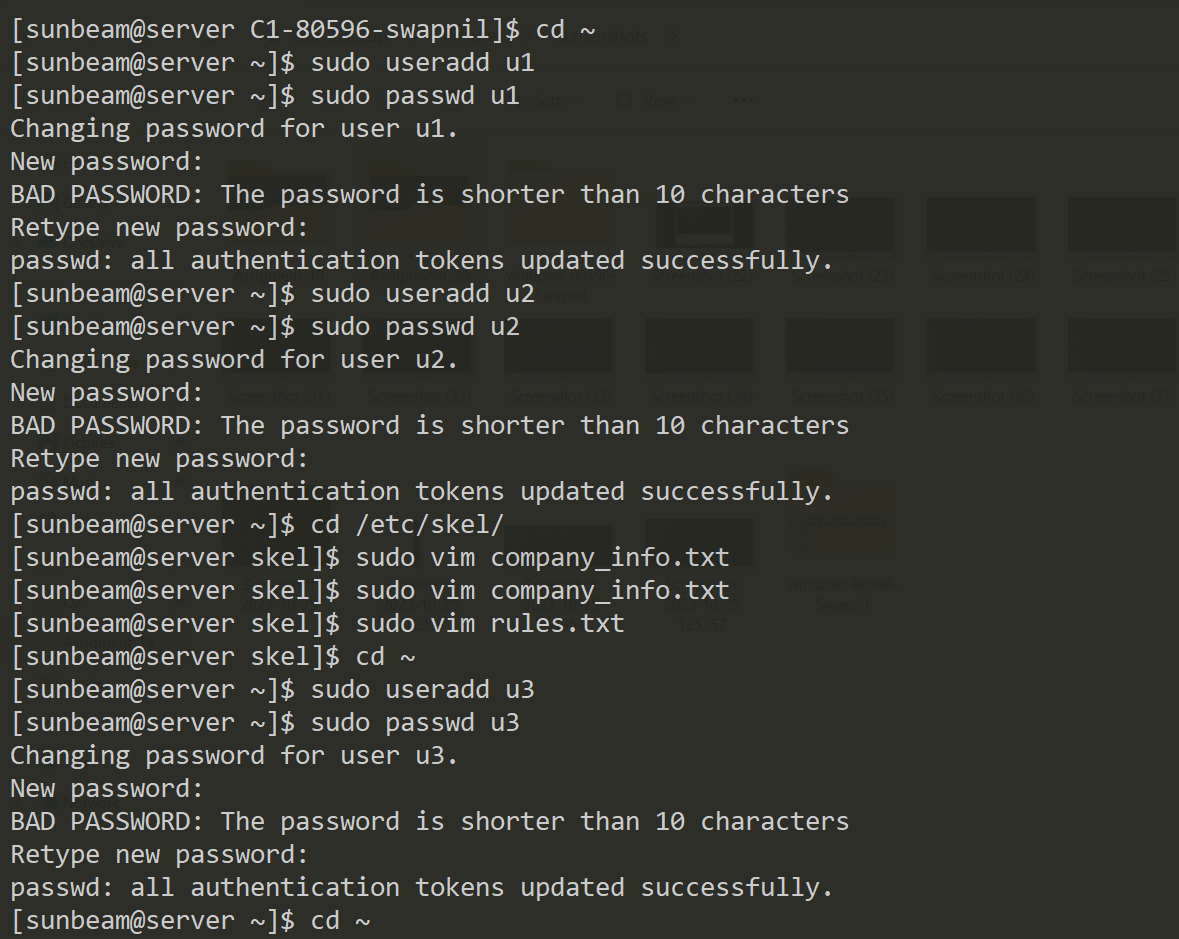 [sunbeam@server C1-80596-swapnil]$ cd ~
[sunbeam@server ~]$ sudo useradd u1
[sunbeam@server ~]$ sudo passwd u1
Changing password for user u1.
New password:
BAD PASSWORD: The password is shorter than 10 characters
Retype new password:
passwd: all authentication tokens updated successfully.
[sunbeam@server ~]$ sudo useradd u2
[sunbeam@server ~]$ sudo passwd u2
Changing password for user u2.
New password:
BAD PASSWORD: The password is shorter than 10 characters
Retype new password:
passwd: all authentication tokens updated successfully.
[sunbeam@server ~]$ cd /etc/skel/
[sunbeam@server skel]$ sudo vim company_info.txt
[sunbeam@server skel]$ sudo vim company_info.txt
[sunbeam@server skel]$ sudo vim rules.txt
[sunbeam@server skel]$ cd ~
[sunbeam@server ~]$ sudo useradd u3
[sunbeam@server ~]$ sudo passwd u3
Changing password for user u3.
New password:
BAD PASSWORD: The password is shorter than 10 characters
Retype new password:
passwd: all authentication tokens updated successfully.
[sunbeam@server ~]$ cd ~